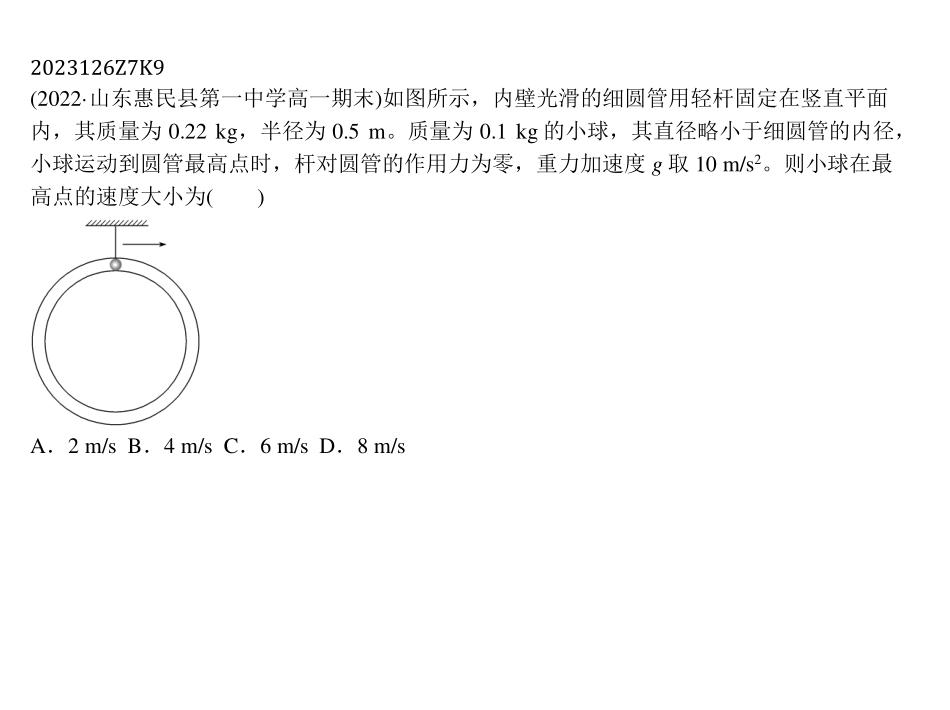 2023126Z7K9
(2022·山东惠民县第一中学高一期末)如图所示，内壁光滑的细圆管用轻杆固定在竖直平面
内，其质量为 0.22 kg，半径为 0.5 m。质量为 0.1 kg 的小球，其直径略小于细圆管的内径，
小球运动到圆管最高点时，杆对圆管的作用力为零，重力加速度 g 取 10 m/s²。则小球在最
高点的速度大小为(　　)
A．2 m/s B．4 m/s C．6 m/s D．8 m/s